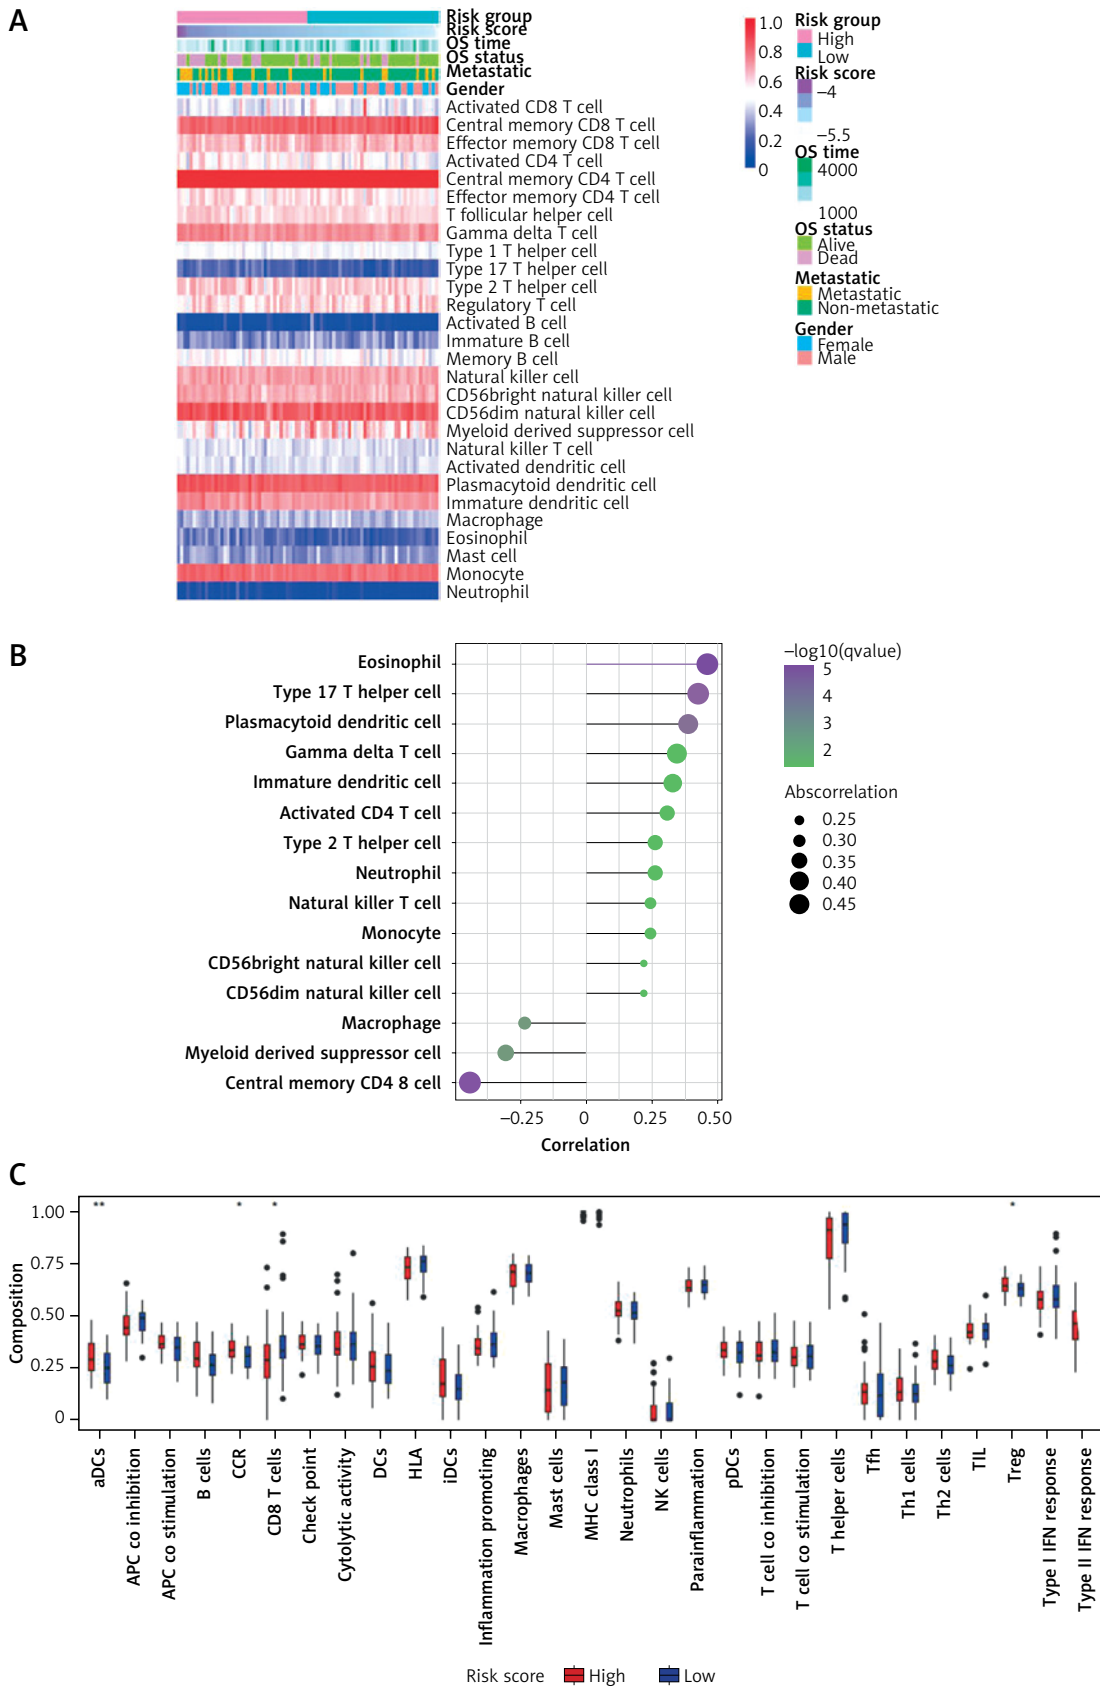 A
Risk group
Risk score
OS time
OS status
Metastatic
Gender
Activated CD8 T cell
Central memory CD8 T cell
Effector memory CD8 T cell
Activated CD4 T cell
Central memory CD4 T cell
Effector memory CD4 T cell
T follicular helper cell
Gamma delta T cell
Type 1 T helper cell
Type 17 T helper cell
Type 2 T helper cell
Regulatory T cell
Activated B cell
Immature B cell
Memory B cell
Natural killer cell
CD56bright natural killer cell
CD56dim natural killer cell
Myeloid derived suppressor cell
Natural killer T cell
Activated dendritic cell
Plasmacytoid dendritic cell
Immature dendritic cell
Macrophage
Eosinophil
Mast cell
Monocyte
Neutrophil
1.0
0.8
0.6
0.4
0.2
0
Risk group
High
Low
Risk score
–4
–5.5
OS time
4000
1000
OS status
Alive
Dead
Metastatic
Metastatic
Non-metastatic
Gender
Female
Male
B
Eosinophil
Type 17 T helper cell
Plasmacytoid dendritic cell
Gamma delta T cell
Immature dendritic cell
Activated CD4 T cell
Type 2 T helper cell
Neutrophil
Natural killer T cell
Monocyte
CD56bright natural killer cell
CD56dim natural killer cell
Macrophage
Myeloid derived suppressor cell
Central memory CD4 8 cell
–0.25 0 0.25 0.50
Correlation
–log10(qvalue)
5
4
3
2
Abscorrelation
0.25
0.30
0.35
0.40
0.45
C
Composition
1.00
0.75
0.50
0.25
0
** * * *
aDCs
APC co inhibition
APC co stimulation
B cells
CCR
CD8 T cells
Check point
Cytolytic activity
DCs
HLA
iDCs
Inflammation promoting
Macrophages
Mast cells
MHC class I
Neutrophils
NK cells
Parainflammation
pDCs
T cell co inhibition
T cell co stimulation
T helper cells
Tfh
Th1 cells
Th2 cells
TIL
Treg
Type I IFN response
Type II IFN response
Risk score High Low